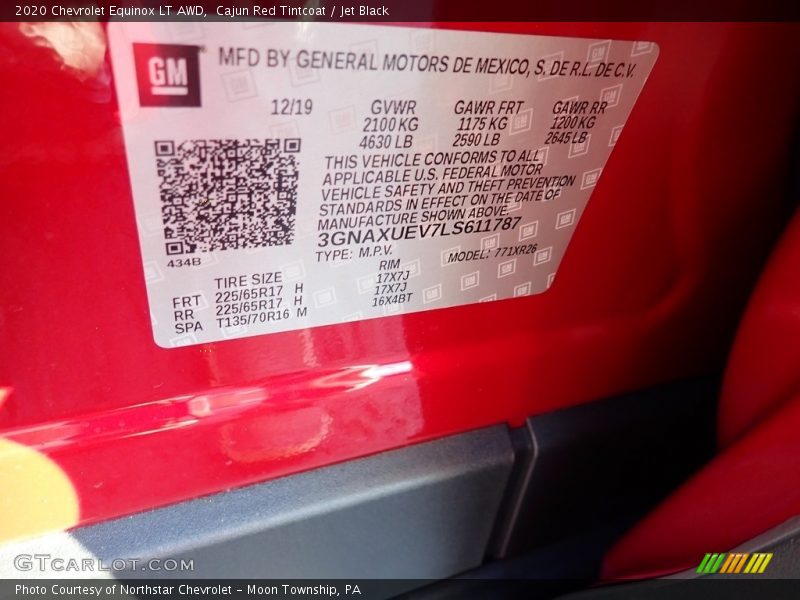 2020 Chevrolet Equinox LT AWD, Cajun Red Tintcoat / Jet Black
GM
MFD BY GENERAL MOTORS DE MEXICO, S. DE R.L. DE C.V.
12/19 GVWR GAWR FRT GAWR RR
2100 KG 1175 KG 1200 KG
4630 LB 2590 LB 2645 LB
THIS VEHICLE CONFORMS TO ALL
APPLICABLE U.S. FEDERAL MOTOR
VEHICLE SAFETY AND THEFT PREVENTION
STANDARDS IN EFFECT ON THE DATE OF
MANUFACTURE SHOWN ABOVE.
3GNAXUEV7LS611787
434B
TYPE: M.P.V. MODEL: 771XR26
TIRE SIZE RIM
FRT 225/65R17 H 17X7J
RR 225/65R17 H 17X7J
SPA T135/70R16 M 16X4BT
GTCARLOT.COM
Photo Courtesy of Northstar Chevrolet - Moon Township, PA